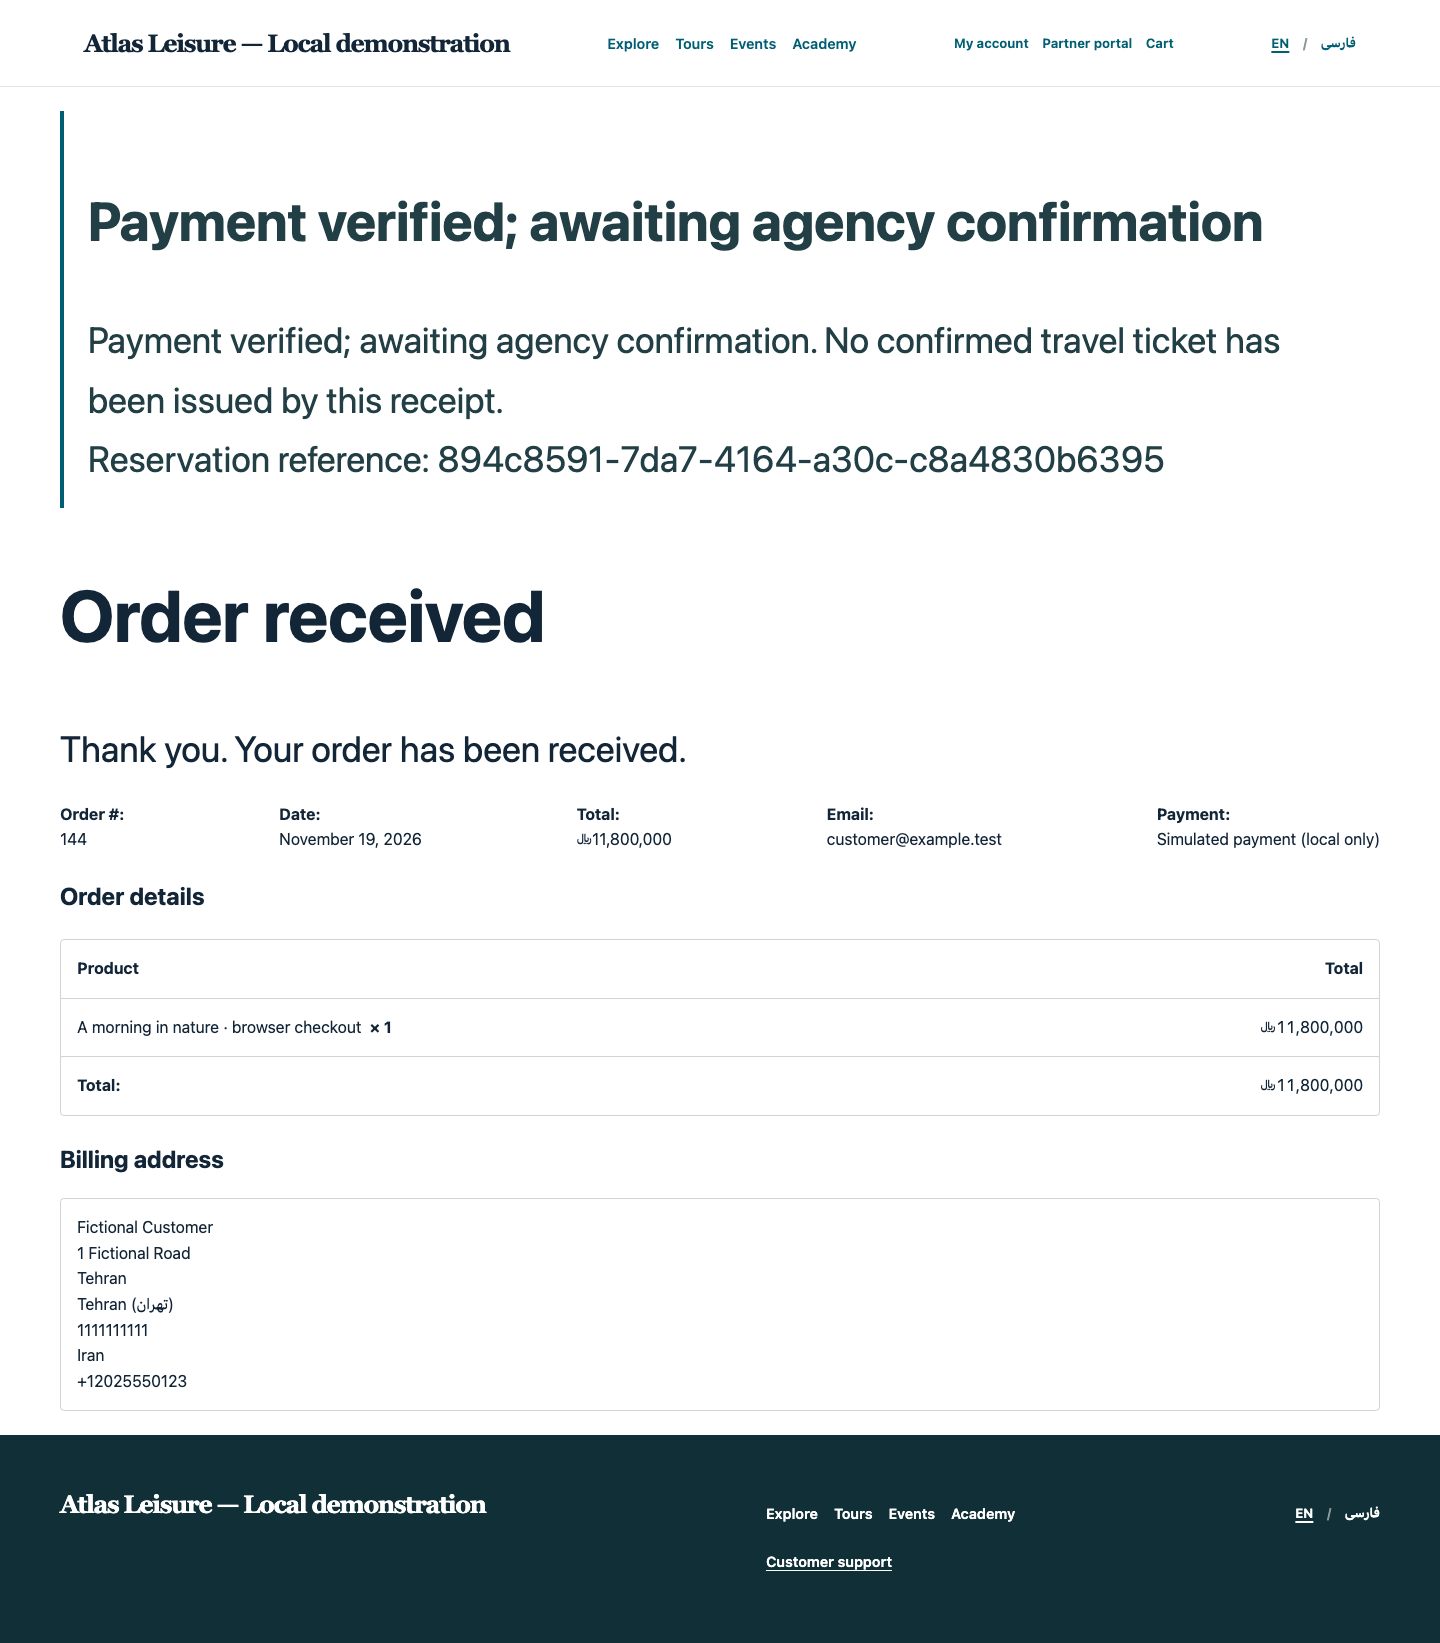 Atlas Leisure — Local demonstration
Explore Tours Events Academy
My account Partner portal Cart
EN / فارسی
Payment verified; awaiting agency confirmation
Payment verified; awaiting agency confirmation. No confirmed travel ticket has
been issued by this receipt.
Reservation reference: 894c8591-7da7-4164-a30c-c8a4830b6395
Order received
Thank you. Your order has been received.
Order #:
144
Date:
November 19, 2026
Total:
﷼11,800,000
Email:
customer@example.test
Payment:
Simulated payment (local only)
Order details
Product Total
A morning in nature · browser checkout × 1 ﷼11,800,000
Total: ﷼11,800,000
Billing address
Fictional Customer
1 Fictional Road
Tehran
Tehran (تهران)
1111111111
Iran
+12025550123
Atlas Leisure — Local demonstration
Explore Tours Events Academy
EN / فارسی
Customer support